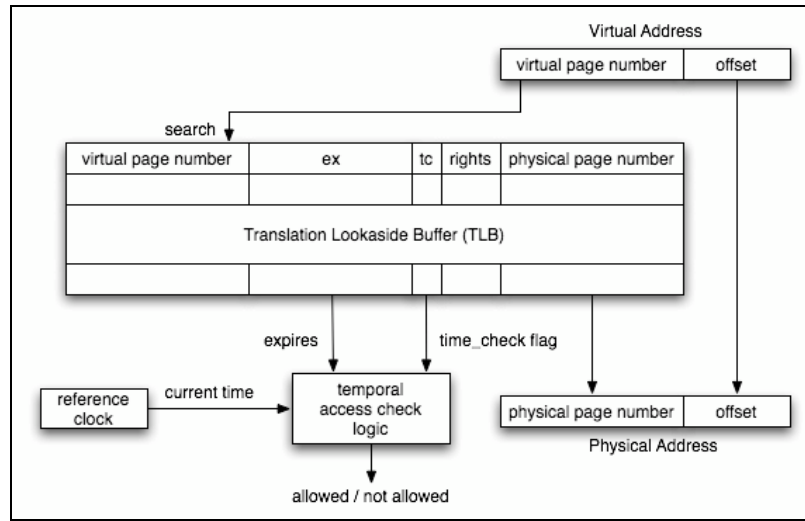 Virtual Address
virtual page number offset
search
virtual page number ex tc rights physical page number
Translation Lookaside Buffer (TLB)
expires time_check flag
reference
clock
current time
temporal
access check
logic
physical page number offset
Physical Address
allowed / not allowed